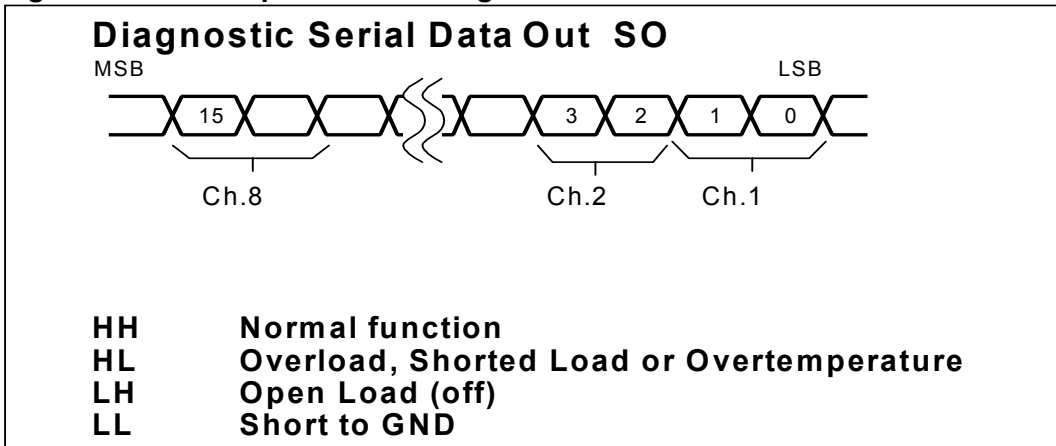 Diagnostic Serial Data Out SO
MSB LSB
15 3 2 1 0
Ch.8 Ch.2 Ch.1
HH Normal function
HL Overload, Shorted Load or Overtemperature
LH Open Load (off)
LL Short to GND